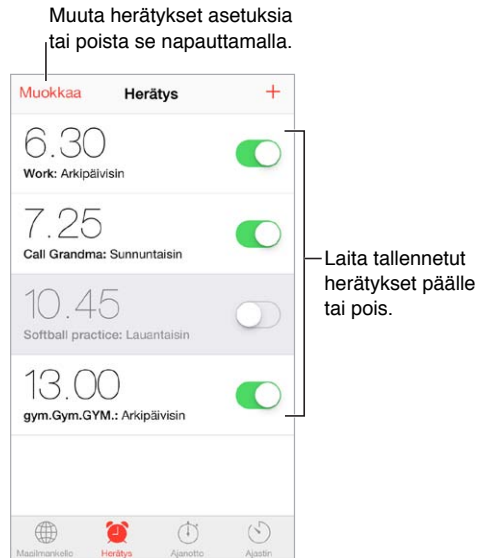 Muuta herätykset asetuksia
tai poista se napauttamalla.
Muokkaa Herätys +
6.30
Work: Arkipäivisin
7.25
Call Grandma: Sunnuntaisin
Laita tallennetut
herätykset päälle
tai pois.
10.45
Softball practice: Lauantaisin
13.00
gym.Gym.GYM.: Arkipäivisin
Maailmankello Herätys Ajanotto Ajastin